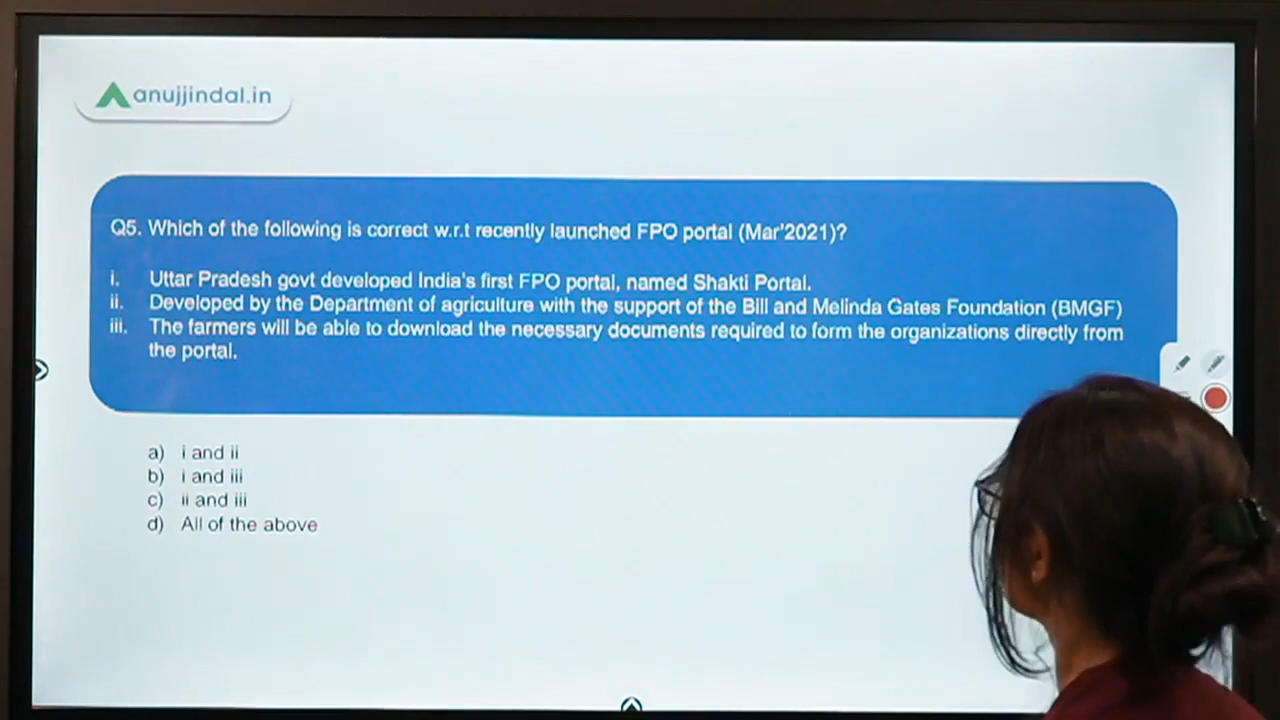 anujjindal.in
Q5. Which of the following is correct w.r.t recently launched FPO portal (Mar'2021)?
i. Uttar Pradesh govt developed India's first FPO portal, named Shakti Portal.
ii. Developed by the Department of agriculture with the support of the Bill and Melinda Gates Foundation (BMGF)
iii. The farmers will be able to download the necessary documents required to form the organizations directly from
the portal.
a) i and ii
b) i and iii
c) ii and iii
d) All of the above